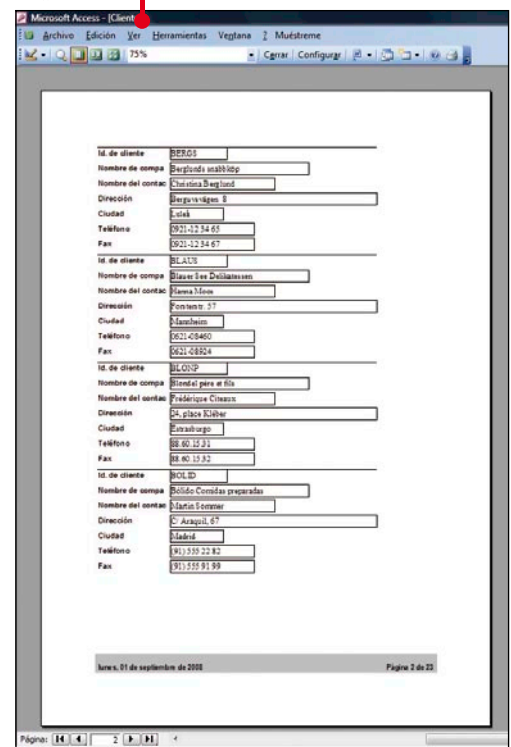 Microsoft Access - [Client
Archivo Edición Ver Herramientas Ventana ? Muéstreme
75% Cerrar Configurar
Id. de cliente BERGS
Nombre de compa Berglunds snabbköp
Nombre del contac Christina Berglund
Dirección Berguvsvägen 8
Ciudad Luleå
Teléfono 0921-12 34 65
Fax 0921-12 34 67
Id. de cliente BLAUS
Nombre de compa Blauer See Delikatessen
Nombre del contac Hanna Moos
Dirección Forsterstr. 57
Ciudad Mannheim
Teléfono 0621-08460
Fax 0621-08924
Id. de cliente BLONP
Nombre de compa Blondel père et fils
Nombre del contac Frédérique Citeaux
Dirección 24, place Kléber
Ciudad Estrasburgo
Teléfono 88.60.15.31
Fax 88.60.15.32
Id. de cliente BOLID
Nombre de compa Bólido Comidas preparadas
Nombre del contac Martín Sommer
Dirección C/ Araquil, 67
Ciudad Madrid
Teléfono (91) 555 22 82
Fax (91) 555 91 99
lunes, 01 de septiembre de 2008 Página 2 de 23
Página: 2